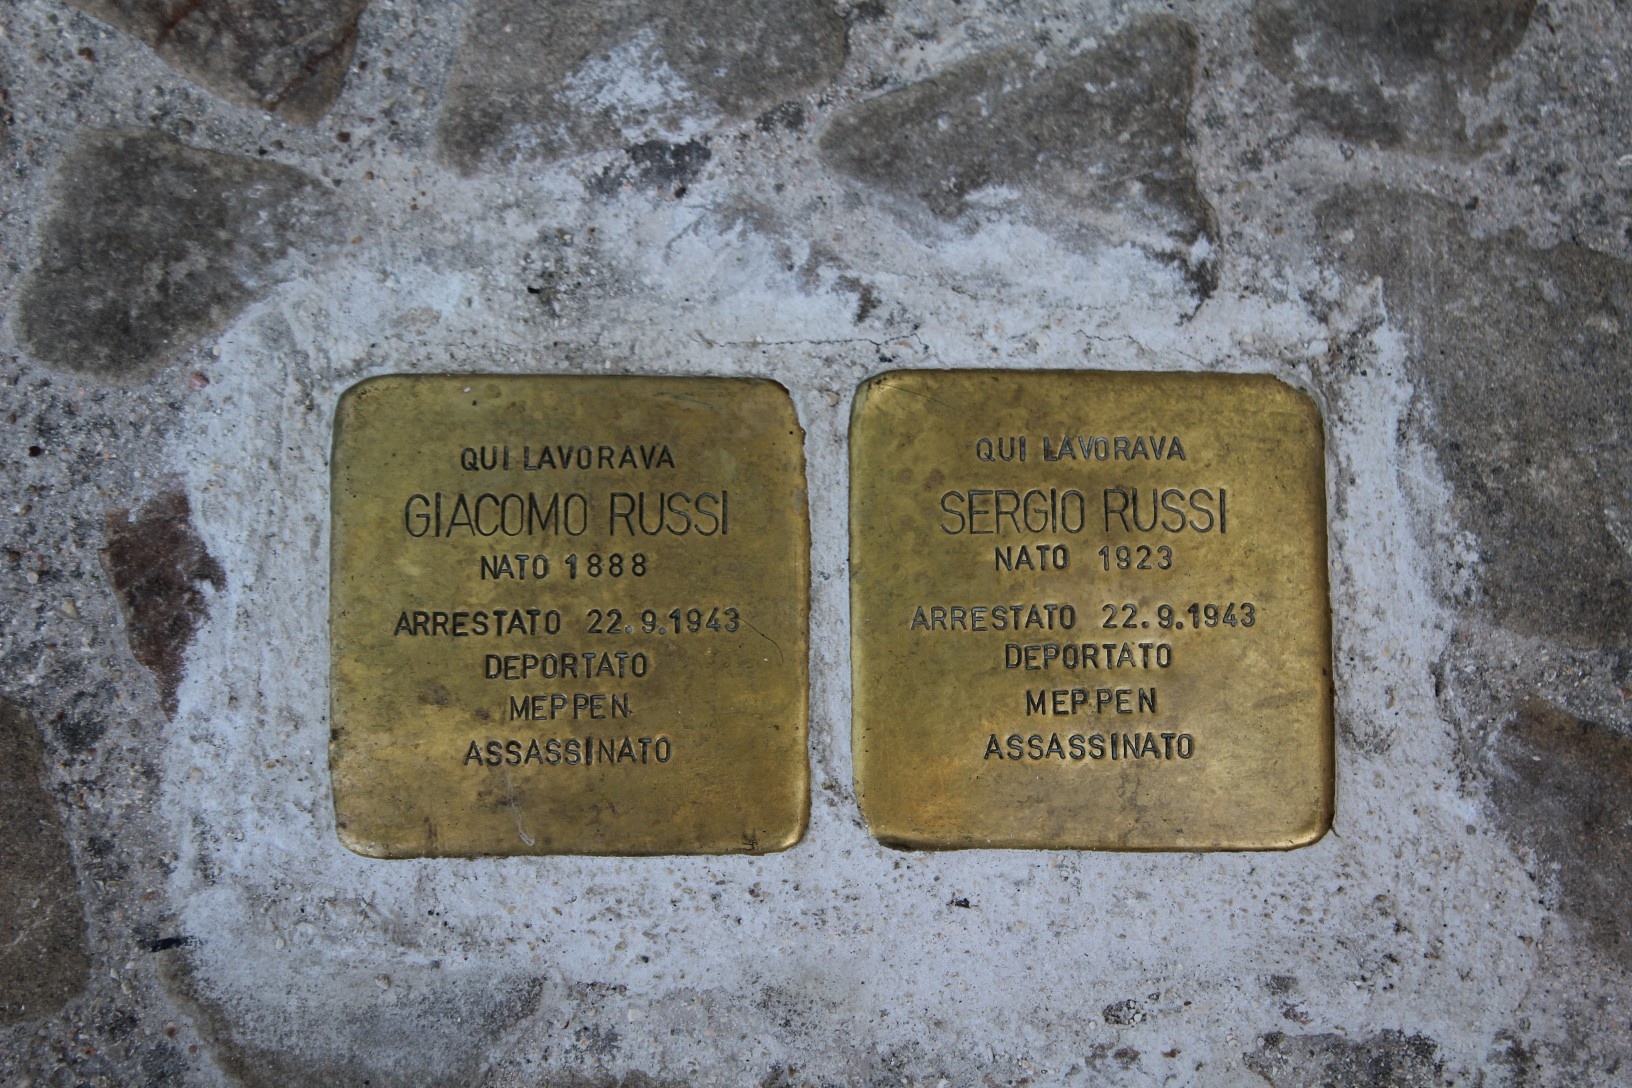 QUI LAVORAVA
GIACOMO RUSSI
NATO 1888
ARRESTATO 22.9.1943
DEPORTATO
MEPPEN
ASSASSINATO
QUI LAVORAVA
SERGIO RUSSI
NATO 1923
ARRESTATO 22.9.1943
DEPORTATO
MEPPEN
ASSASSINATO